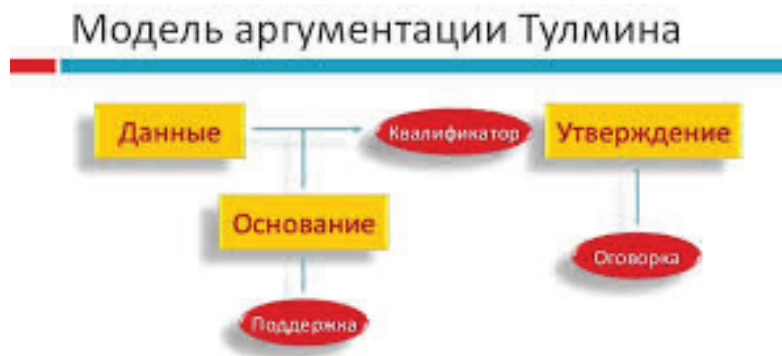 Модель аргументации Тулмина
Данные
Квалификатор
Утверждение
Основание
Оговорка
Поддержка